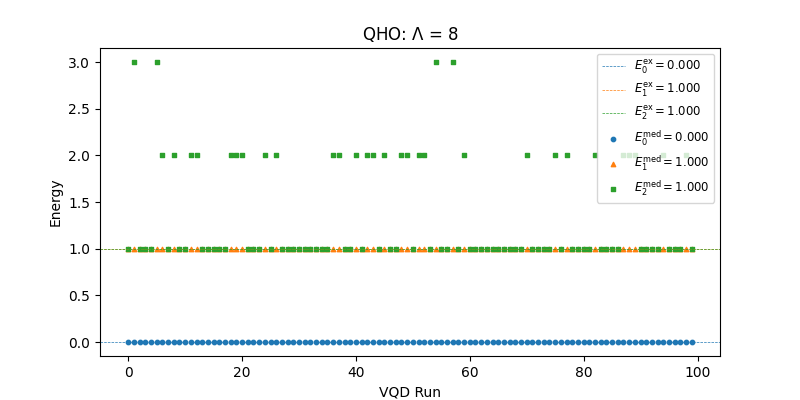 QHO: Λ = 8
Energy
3.0
2.5
2.0
1.5
1.0
0.5
0.0
0
20
40
60
80
100
VQD Run
E_0^ex = 0.000
E_1^ex = 1.000
E_2^ex = 1.000
E_0^med = 0.000
E_1^med = 1.000
E_2^med = 1.000